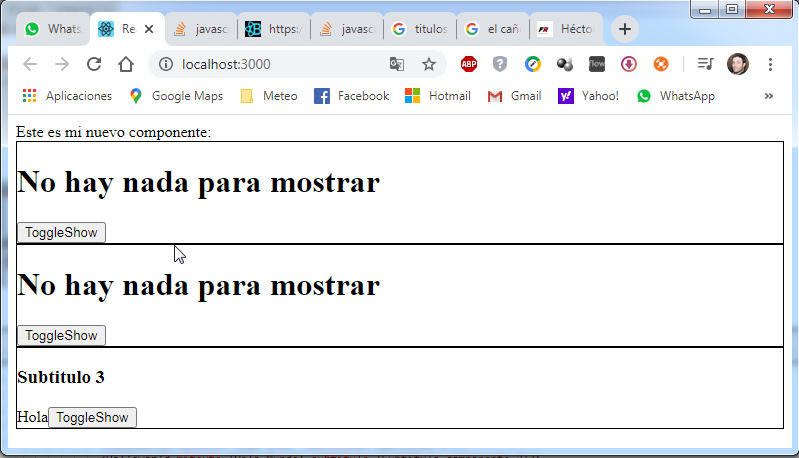 Whats
Re
javasc
https:/
javasc
titulos
el cañ
Hécto
localhost:3000
ABP
flew
Aplicaciones
Google Maps
Meteo
Facebook
Hotmail
Gmail
Yahoo!
WhatsApp
»
Este es mi nuevo componente:
No hay nada para mostrar
ToggleShow
No hay nada para mostrar
ToggleShow
Subtitulo 3
Hola ToggleShow